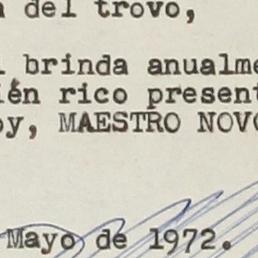 del trovo,
brinda anualme
ién rico present
oy, MAESTRO NOVO
Mayo de 1972.